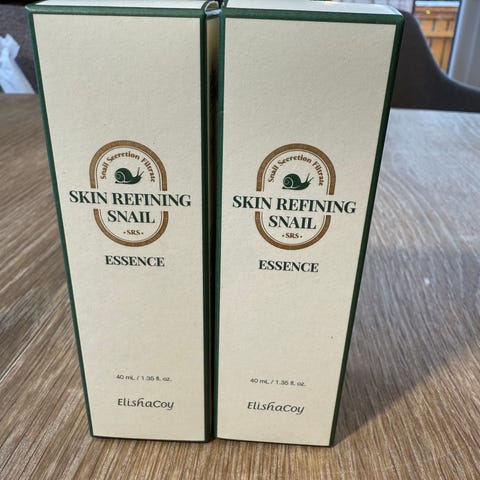 Snail Secretion Filtrate
SKIN REFINING
SNAIL
·SRS·
ESSENCE
40 mL / 1.35 fl. oz.
ElishaCoy
Snail Secretion Filtrate
SKIN REFINING
SNAIL
·SRS·
ESSENCE
40 mL / 1.35 fl. oz.
ElishaCoy